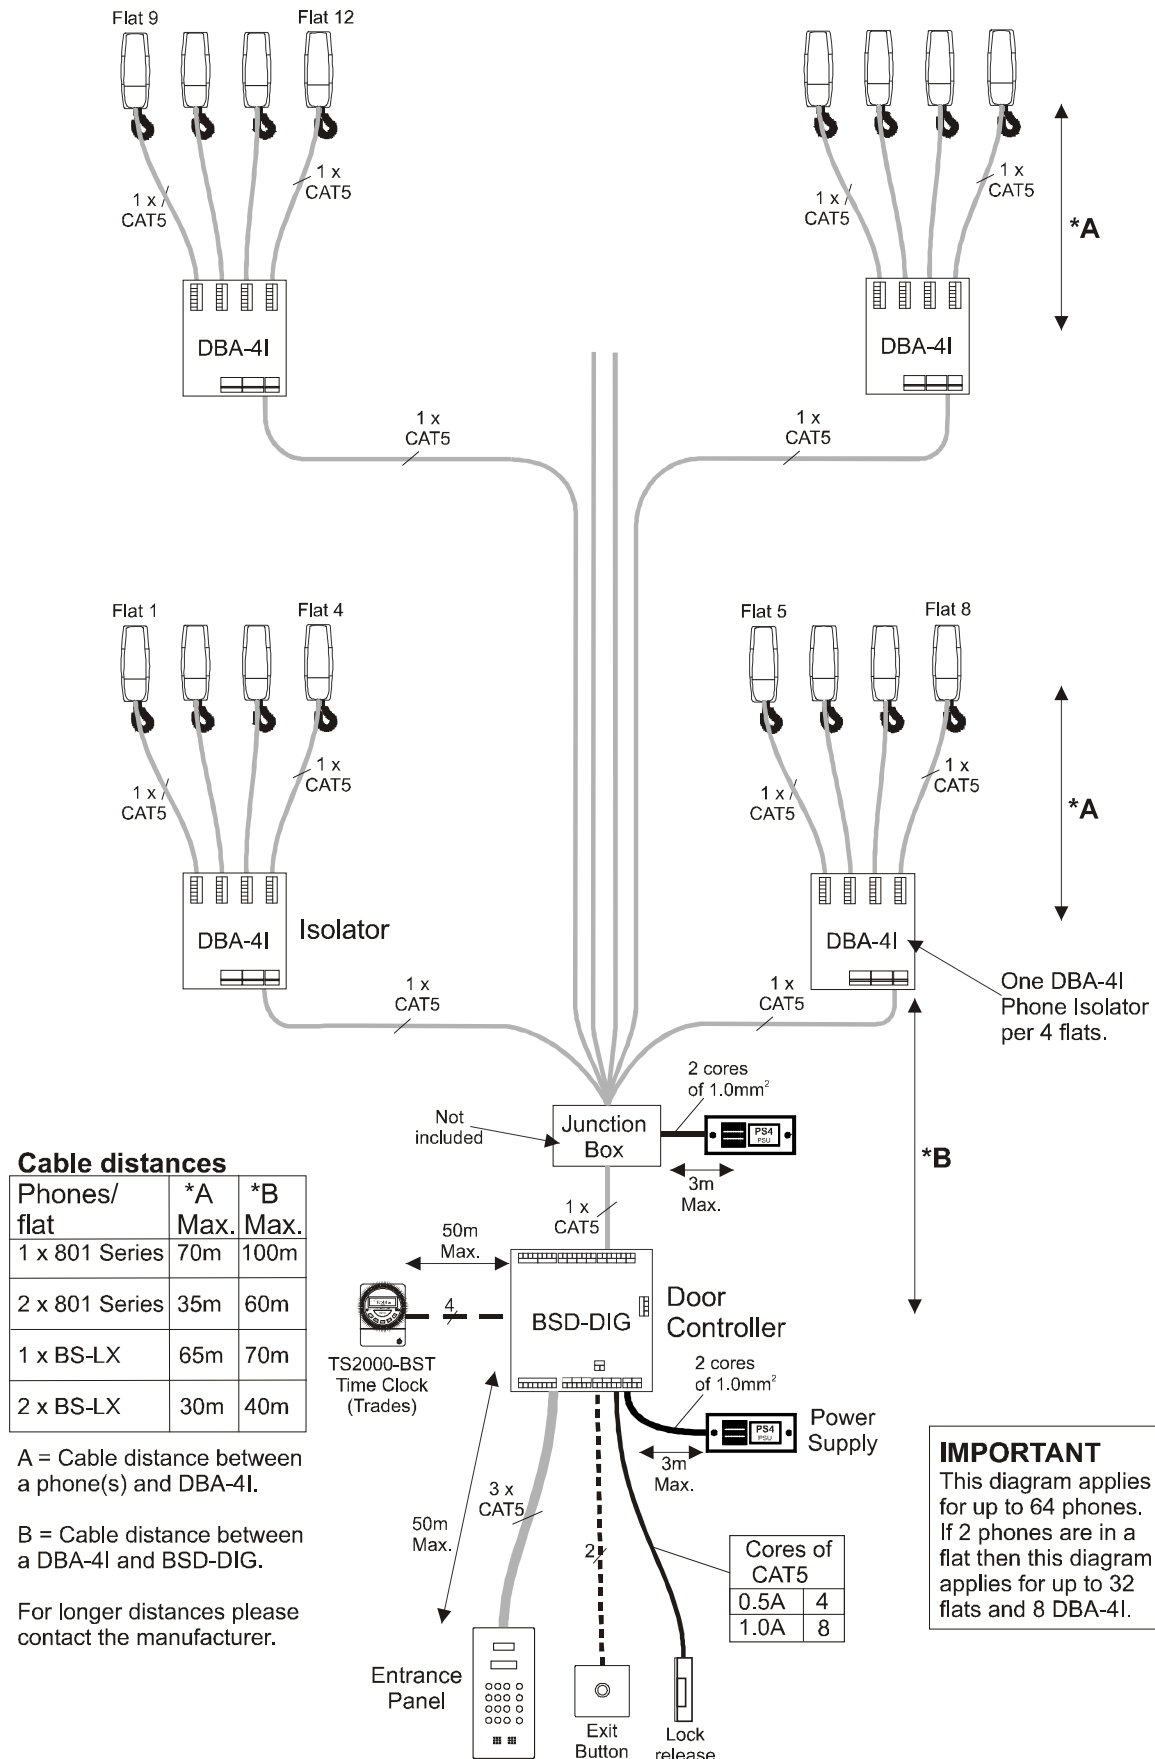 Flat 9
Flat 12
1 x
CAT5
1 x
CAT5
1 x
CAT5
1 x
CAT5
*A
DBA-4I
DBA-4I
1 x
CAT5
1 x
CAT5
Flat 1
Flat 4
Flat 5
Flat 8
1 x
CAT5
1 x
CAT5
1 x
CAT5
1 x
CAT5
*A
DBA-4I
Isolator
DBA-4I
1 x
CAT5
1 x
CAT5
One DBA-4I
Phone Isolator
per 4 flats.
2 cores
of 1.0mm²
Not
included
Junction
Box
PS4
PSU
3m
Max.
*B
1 x
CAT5
Cable distances
Phones/
flat
*A
Max.
*B
Max.
1 x 801 Series 70m 100m
2 x 801 Series 35m 60m
1 x BS-LX 65m 70m
2 x BS-LX 30m 40m
A = Cable distance between
a phone(s) and DBA-4I.
B = Cable distance between
a DBA-4I and BSD-DIG.
For longer distances please
contact the manufacturer.
50m
Max.
4
TS2000-BST
Time Clock
(Trades)
BSD-DIG
Door
Controller
2 cores
of 1.0mm²
PS4
PSU
Power
Supply
3m
Max.
3 x
CAT5
50m
Max.
2
Cores of
CAT5
0.5A 4
1.0A 8
IMPORTANT
This diagram applies
for up to 64 phones.
If 2 phones are in a
flat then this diagram
applies for up to 32
flats and 8 DBA-4I.
Entrance
Panel
Exit
Button
Lock
release